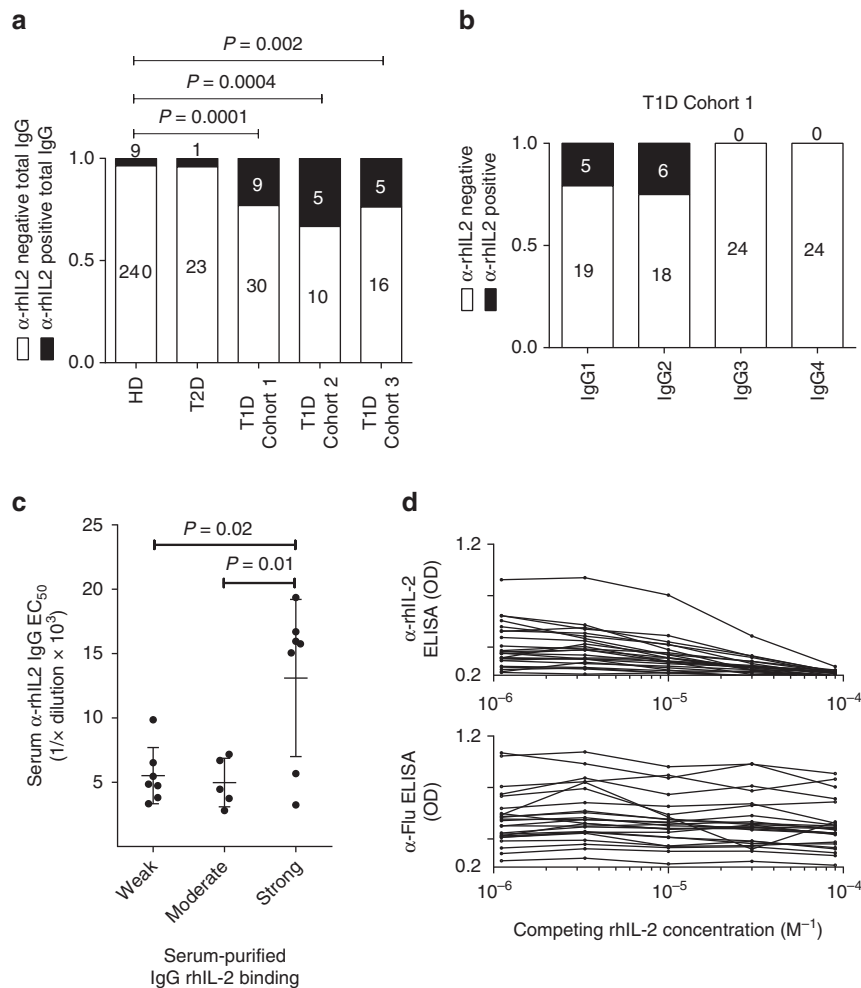 a
P = 0.002
P = 0.0004
P = 0.0001
α-rhIL2 negative total IgG
α-rhIL2 positive total IgG
1.0
0.5
0.0
9
1
9
5
5
240
23
30
10
16
HD
T2D
T1D
Cohort 1
T1D
Cohort 2
T1D
Cohort 3
b
T1D Cohort 1
α-rhIL2 negative
α-rhIL2 positive
1.0
0.5
0.0
5
6
0
0
19
18
24
24
IgG1
IgG2
IgG3
IgG4
c
P = 0.02
P = 0.01
Serum α-rhIL2 IgG EC50
(1/× dilution × 10³)
25
20
15
10
5
Weak
Moderate
Strong
Serum-purified
IgG rhIL-2 binding
d
α-rhIL-2
ELISA (OD)
1.2
0.2
10⁻⁶
10⁻⁵
10⁻⁴
α-Flu ELISA
(OD)
1.2
0.2
10⁻⁶
10⁻⁵
10⁻⁴
Competing rhIL-2 concentration (M⁻¹)